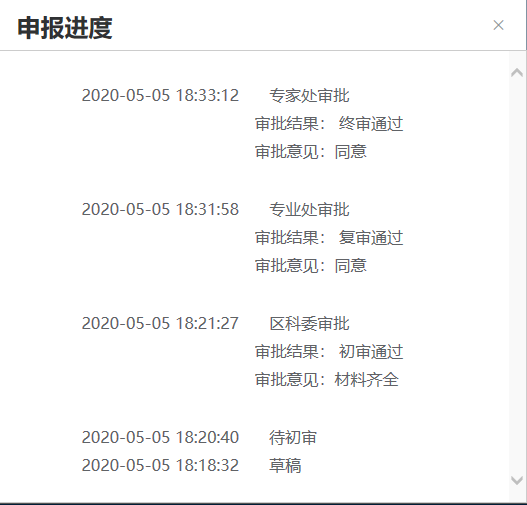 申报进度
2020-05-05 18:33:12 专家处审批
审批结果： 终审通过
审批意见：同意
2020-05-05 18:31:58 专业处审批
审批结果： 复审通过
审批意见：同意
2020-05-05 18:21:27 区科委审批
审批结果： 初审通过
审批意见：材料齐全
2020-05-05 18:20:40 待初审
2020-05-05 18:18:32 草稿